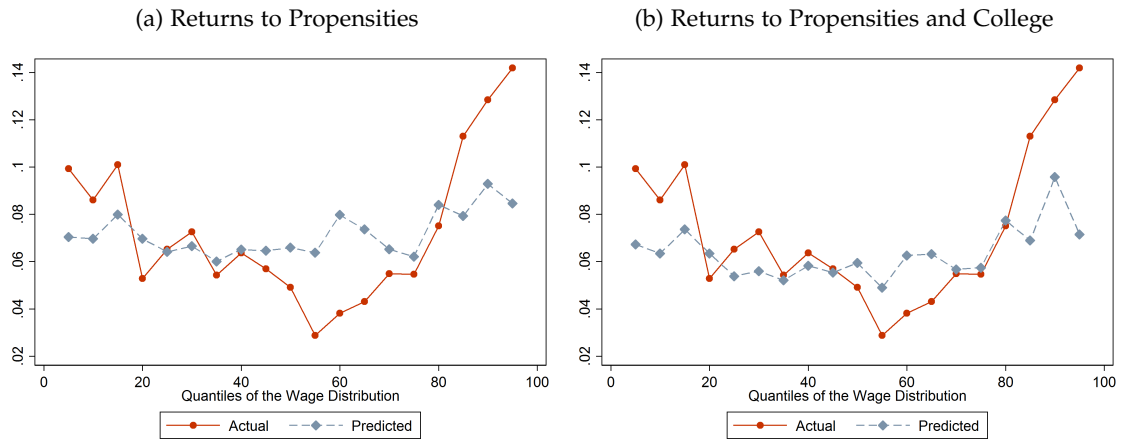 (a) Returns to Propensities
.14
.12
.1
.08
.06
.04
.02
0 20 40 60 80 100
Quantiles of the Wage Distribution
Actual Predicted
(b) Returns to Propensities and College
.14
.12
.1
.08
.06
.04
.02
0 20 40 60 80 100
Quantiles of the Wage Distribution
Actual Predicted